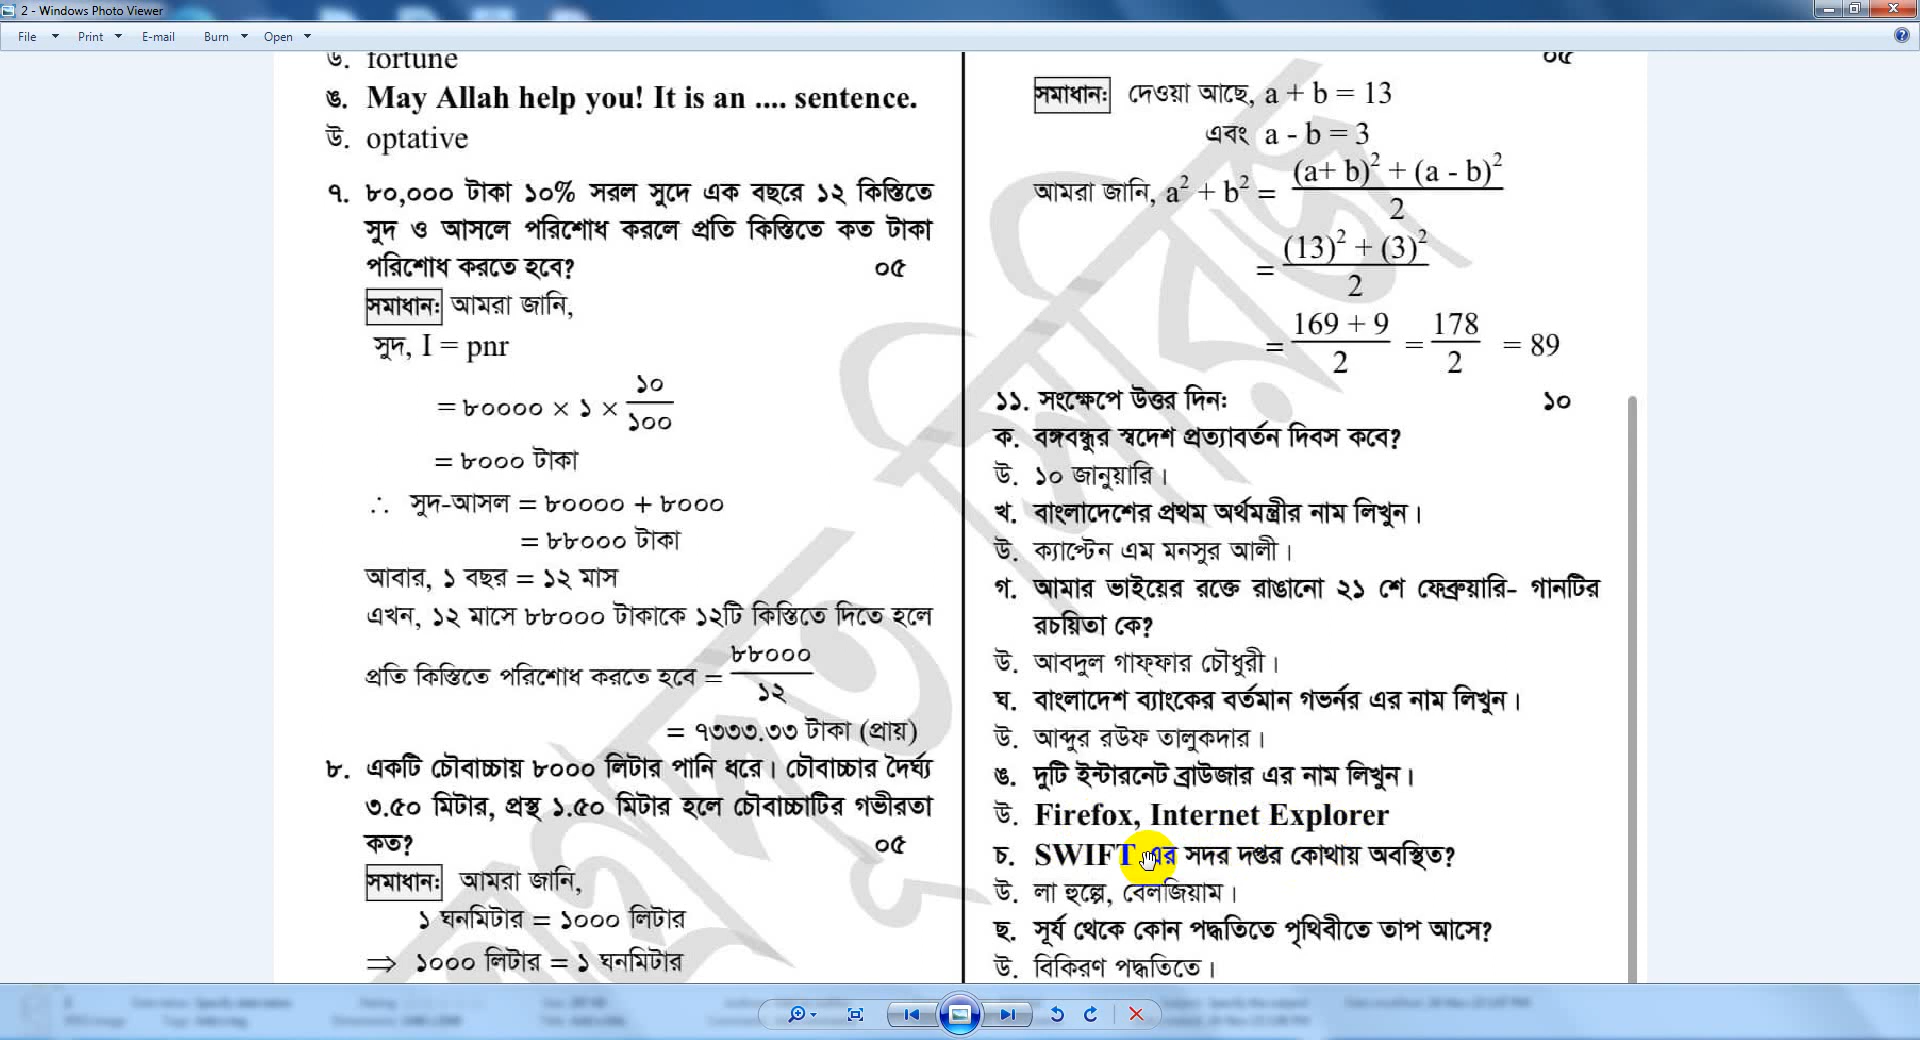 2 - Windows Photo Viewer
File Print E-mail Burn Open
উ. fortune
ঙ. May Allah help you! It is an .... sentence.
উ. optative
৭. ৮০,০০০ টাকা ১০% সরল সুদে এক বছরে ১২ কিস্তিতে
সুদ ও আসলে পরিশোধ করলে প্রতি কিস্তিতে কত টাকা
পরিশোধ করতে হবে? ০৫
সমাধান: আমরা জানি,
সুদ, I = pnr
= ৮০০০০ × ১ × ১০/১০০
= ৮০০০ টাকা
∴ সুদ-আসল = ৮০০০০ + ৮০০০
= ৮৮০০০ টাকা
আবার, ১ বছর = ১২ মাস
এখন, ১২ মাসে ৮৮০০০ টাকাকে ১২টি কিস্তিতে দিতে হলে
প্রতি কিস্তিতে পরিশোধ করতে হবে = ৮৮০০০/১২
= ৭৩৩৩.৩৩ টাকা (প্রায়)
৮. একটি চৌবাচ্চায় ৮০০০ লিটার পানি ধরে। চৌবাচ্চার দৈর্ঘ্য
৩.৫০ মিটার, প্রস্থ ১.৫০ মিটার হলে চৌবাচ্চাটির গভীরতা
কত? ০৫
সমাধান: আমরা জানি,
১ ঘনমিটার = ১০০০ লিটার
⇒ ১০০০ লিটার = ১ ঘনমিটার
০৫
সমাধান: দেওয়া আছে, a + b = 13
এবং a - b = 3
আমরা জানি, a² + b² = (a+ b)² + (a - b)²/2
= (13)² + (3)²/2
= 169 + 9/2 = 178/2 = 89
১১. সংক্ষেপে উত্তর দিন: ১০
ক. বঙ্গবন্ধুর স্বদেশ প্রত্যাবর্তন দিবস কবে?
উ. ১০ জানুয়ারি।
খ. বাংলাদেশের প্রথম অর্থমন্ত্রীর নাম লিখুন।
উ. ক্যাপ্টেন এম মনসুর আলী।
গ. আমার ভাইয়ের রক্তে রাঙানো ২১ শে ফেব্রুয়ারি- গানটির
রচয়িতা কে?
উ. আবদুল গাফ্ফার চৌধুরী।
ঘ. বাংলাদেশ ব্যাংকের বর্তমান গভর্নর এর নাম লিখুন।
উ. আব্দুর রউফ তালুকদার।
ঙ. দুটি ইন্টারনেট ব্রাউজার এর নাম লিখুন।
উ. Firefox, Internet Explorer
চ. SWIFT এর সদর দপ্তর কোথায় অবস্থিত?
উ. লা হুল্পে, বেলজিয়াম।
ছ. সূর্য থেকে কোন পদ্ধতিতে পৃথিবীতে তাপ আসে?
উ. বিকিরণ পদ্ধতিতে।